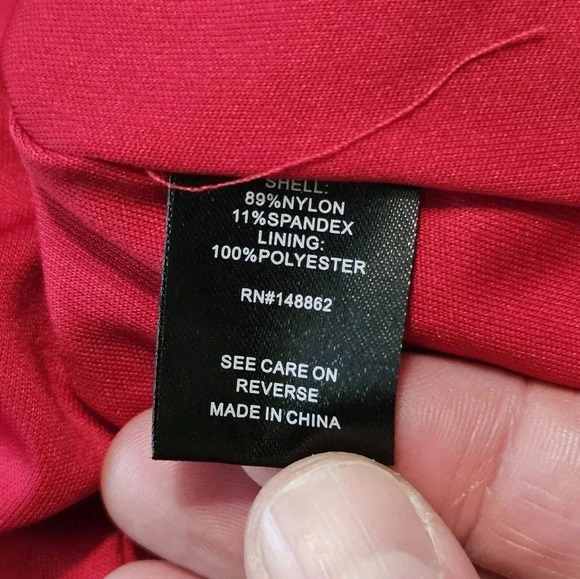 SHELL:
89%NYLON
11%SPANDEX
LINING:
100%POLYESTER
RN#148862
SEE CARE ON
REVERSE
MADE IN CHINA